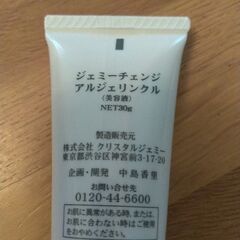 ジェミーチェンジ
アルジェリンクル
〈美容液〉
NET30g
製造販売元
株式会社 クリスタルジェミー
東京都渋谷区神宮前3-17-20
企画・開発 中島香里
お問い合せ先
0120-44-6600
お肌に異常がある時、または、
お肌に合わない時はご使用
をおやめください。